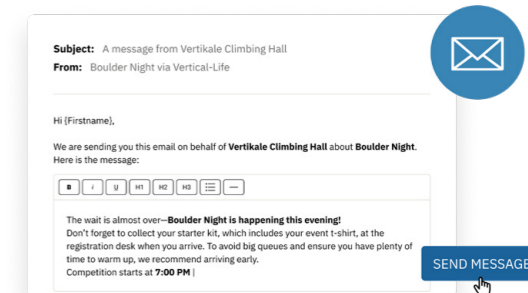 Subject: A message from Vertikale Climbing Hall
From: Boulder Night via Vertical-Life
Hi {Firstname},
We are sending you this email on behalf of Vertikale Climbing Hall about Boulder Night.
Here is the message:
B i U H1 H2 H3
The wait is almost over—Boulder Night is happening this evening!
Don't forget to collect your starter kit, which includes your event t-shirt, at the
registration desk when you arrive. To avoid big queues and ensure you have plenty of
time to warm up, we recommend arriving early.
Competition starts at 7:00 PM
SEND MESSAGE